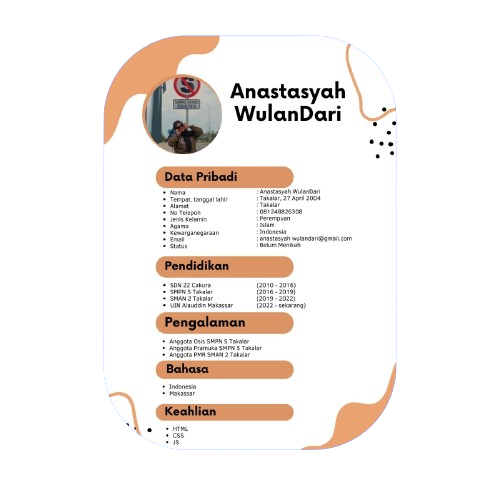 Anastasyah
WulanDari
Data Pribadi
• Nama : Anastasyah WulanDari
• Tempat, tanggal lahir : Takalar, 27 April 2004
• Alamat : Takalar
• No Telepon : 081248826308
• Jenis Kelamin : Perempuan
• Agama : Islam
• Kewarganegaraan : Indonesia
• Email : anastasyah wulandari@gmail.com
• Status : Belum Menikah
Pendidikan
• SDN 22 Cakura (2010 - 2016)
• SMPN 5 Takalar (2016 - 2019)
• SMAN 2 Takalar (2019 - 2022)
• UIN Alauddin Makassar (2022 - sekarang)
Pengalaman
• Anggota Osis SMPN 5 Takalar
• Anggota Pramuka SMPN 5 Takalar
• Anggota PMR SMAN 2 Takalar
Bahasa
• Indonesia
• Makassar
Keahlian
• HTML
• CSS
• JS